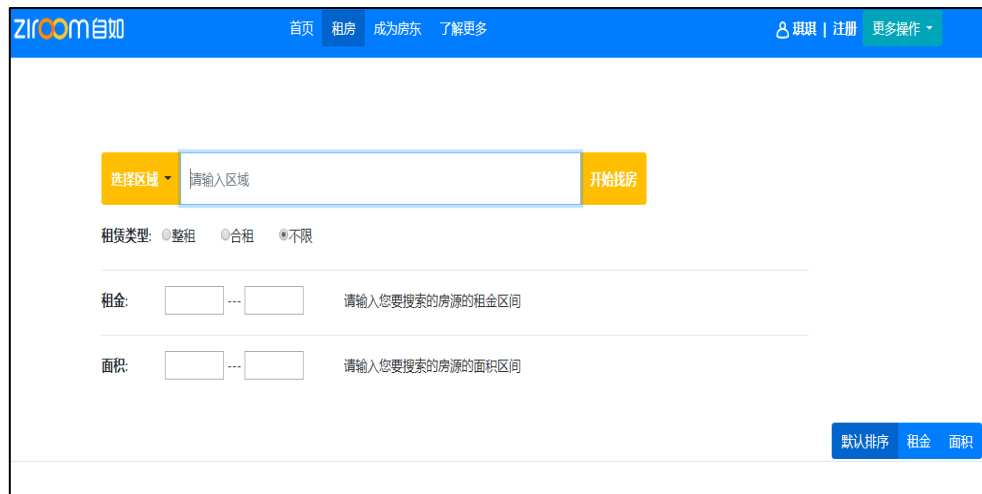 ziroom自如 首页 租房 成为房东 了解更多 琪琪 | 注册 更多操作
选择区域 请输入区域 开始找房
租赁类型: 整租 合租 不限
租金: --- 请输入您要搜索的房源的租金区间
面积: --- 请输入您要搜索的房源的面积区间
默认排序 租金 面积